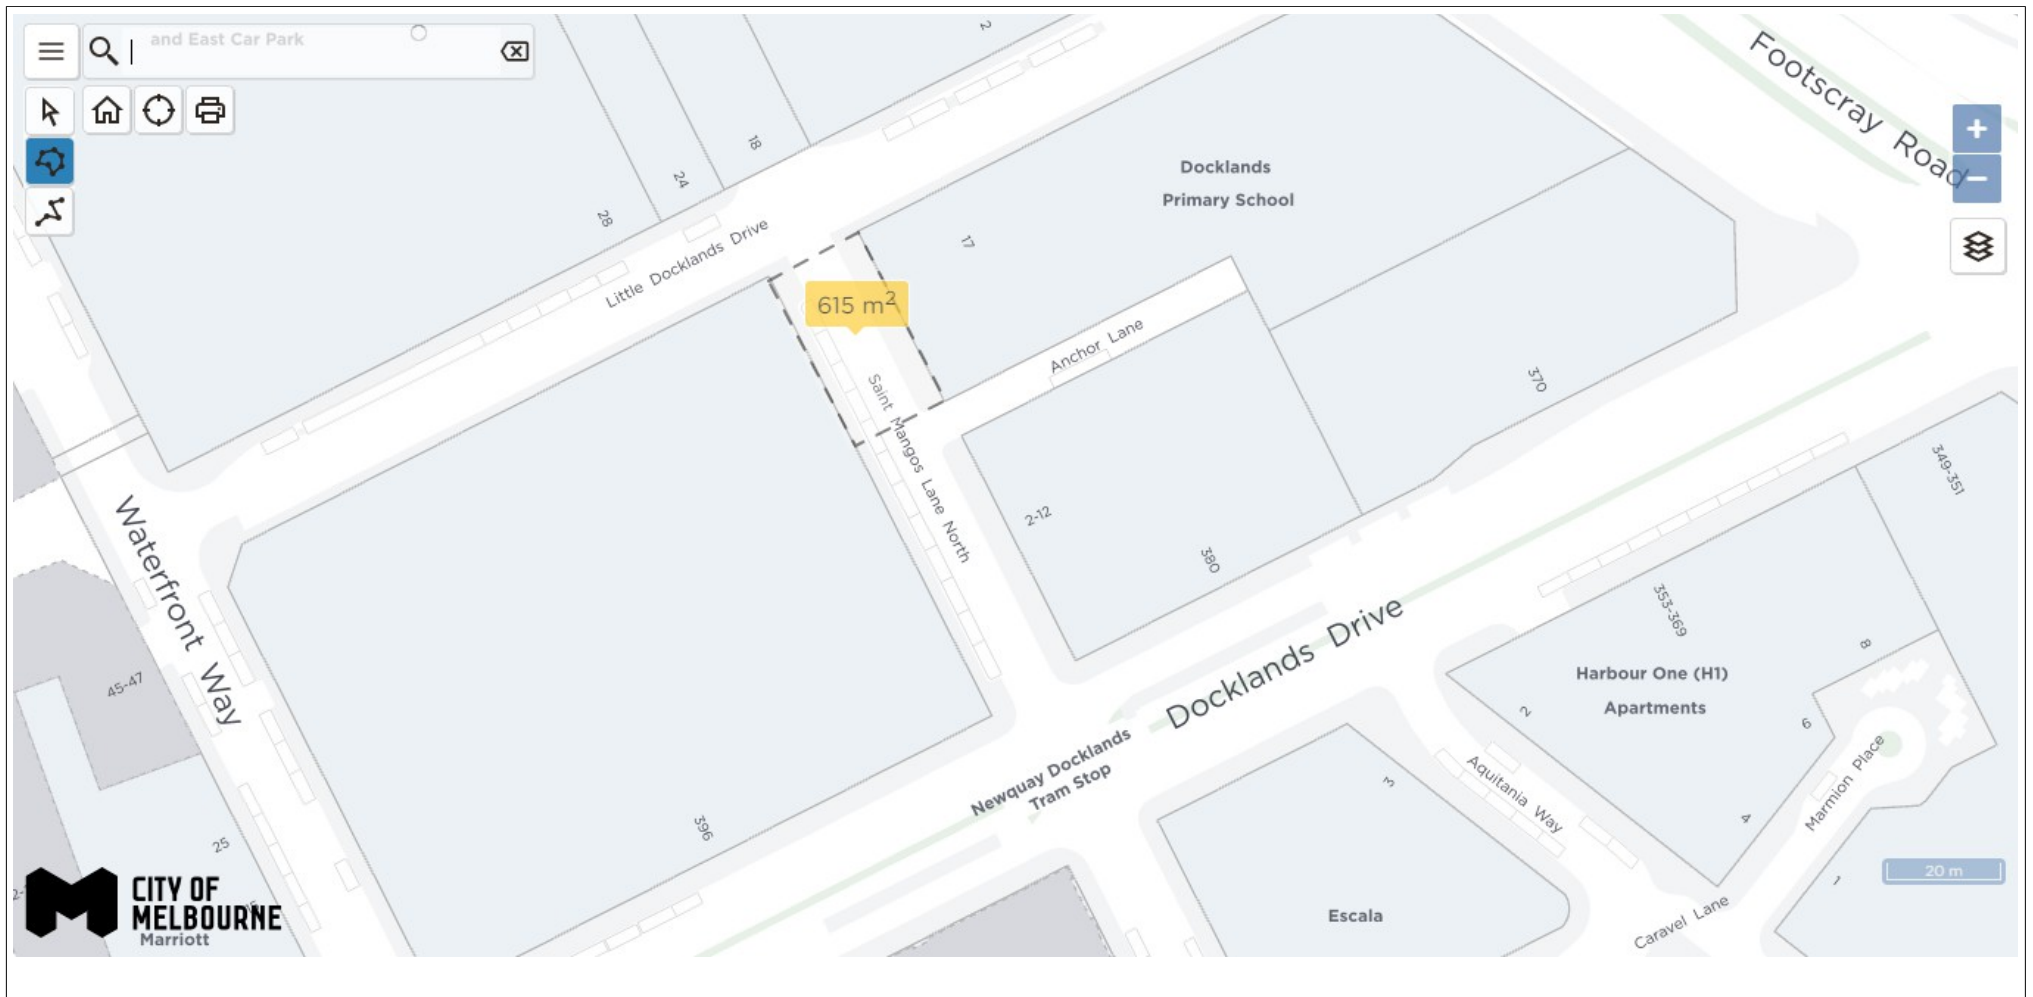 and East Car Park
2
Footscray Road
+
−
18
24
28
Little Docklands Drive
Docklands
Primary School
17
615 m²
Anchor Lane
Saint Mangos Lane North
370
349-351
2-12
380
Waterfront Way
45-47
Docklands Drive
353-369
8
Harbour One (H1)
Apartments
2
6
4
Marmion Place
Newquay Docklands
Tram Stop
3
Aquitania Way
396
25
1
20 m
CITY OF
MELBOURNE
Marriott
Escala
Caravel Lane